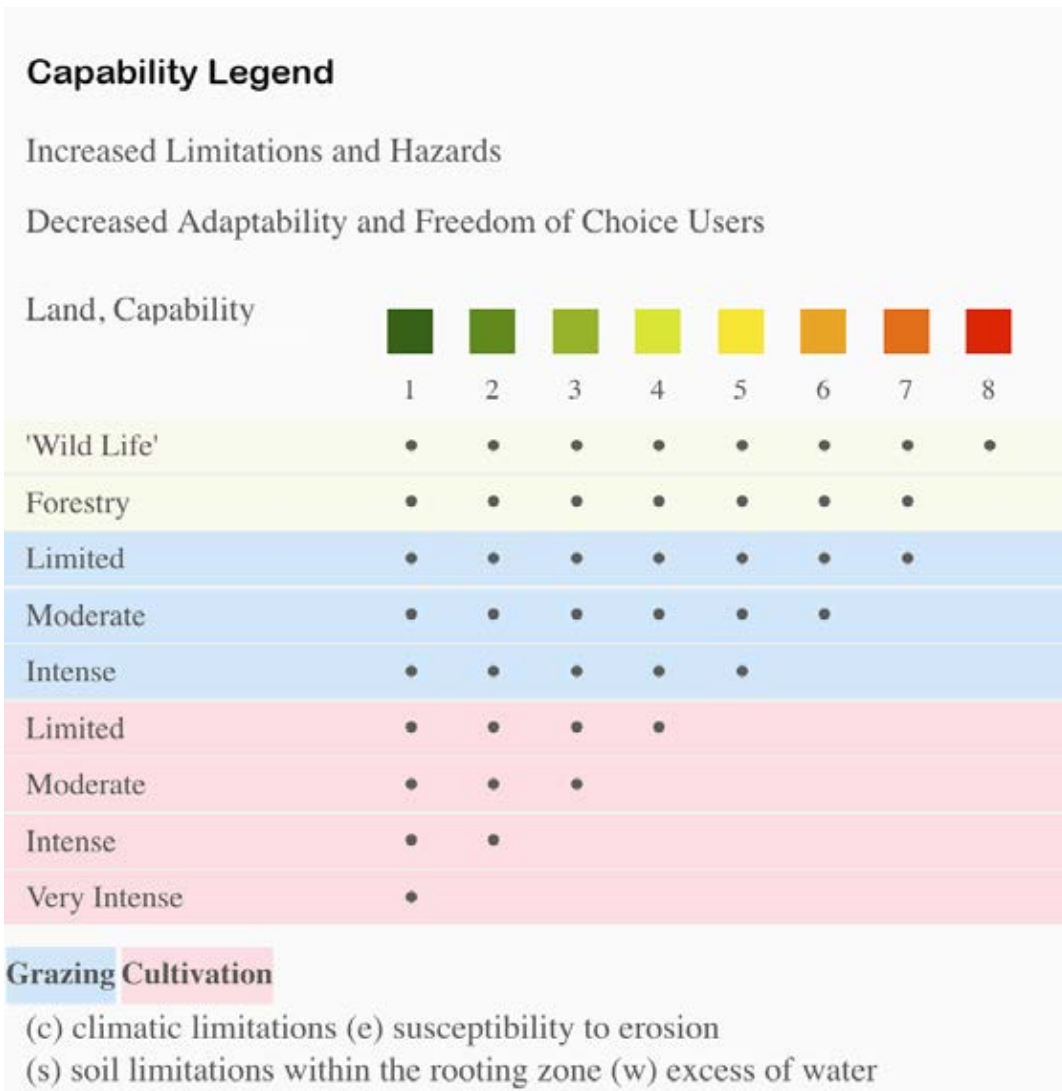 Capability Legend
Increased Limitations and Hazards
Decreased Adaptability and Freedom of Choice Users
Land, Capability
1 2 3 4 5 6 7 8
'Wild Life' • • • • • • • •
Forestry • • • • • • •
Limited • • • • • • •
Moderate • • • • • •
Intense • • • • •
Limited • • • •
Moderate • • •
Intense • •
Very Intense •
Grazing Cultivation
(c) climatic limitations (e) susceptibility to erosion
(s) soil limitations within the rooting zone (w) excess of water